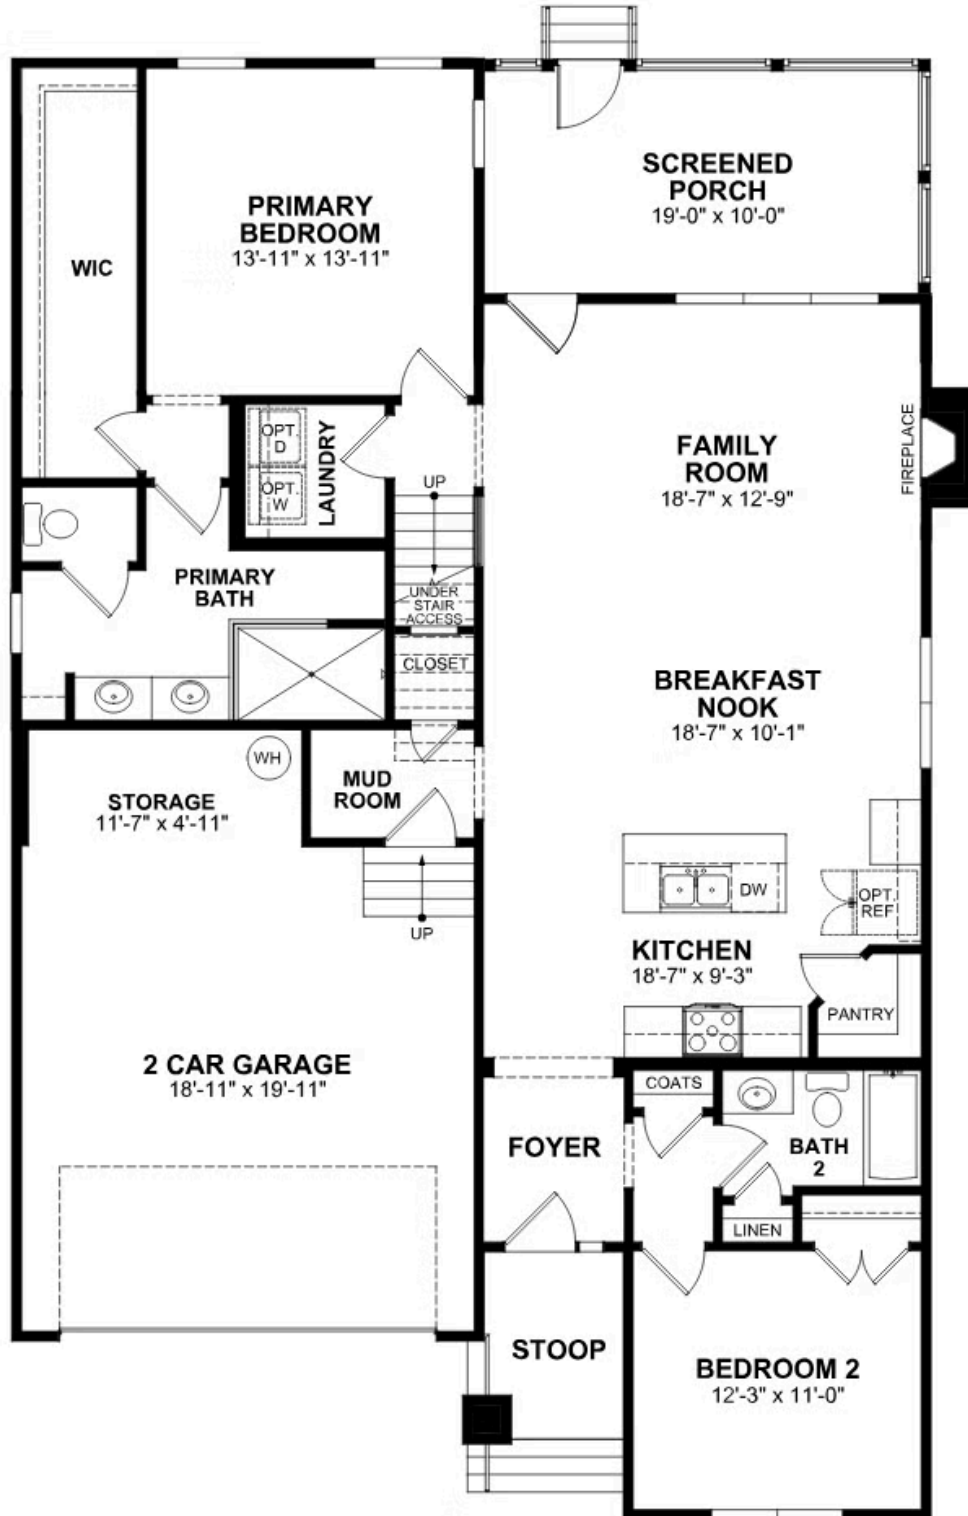 SCREENED
PORCH
19'-0" x 10'-0"
PRIMARY
BEDROOM
13'-11" x 13'-11"
WIC
OPT.
D
OPT.
W
LAUNDRY
FAMILY
ROOM
18'-7" x 12'-9"
FIREPLACE
UP
UNDER
STAIR
ACCESS
PRIMARY
BATH
CLOSET
BREAKFAST
NOOK
18'-7" x 10'-1"
WH
MUD
ROOM
STORAGE
11'-7" x 4'-11"
DW
OPT.
REF
UP
KITCHEN
18'-7" x 9'-3"
PANTRY
2 CAR GARAGE
18'-11" x 19'-11"
COATS
FOYER
BATH
2
LINEN
STOOP
BEDROOM 2
12'-3" x 11'-0"